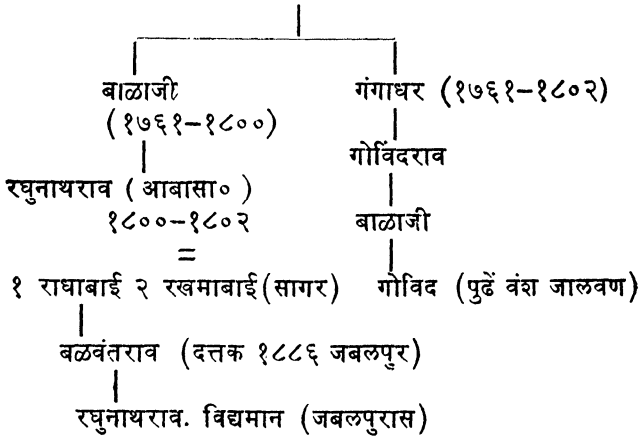 बाळाजी गंगाधर (१७६१–१८०२)
(१७६१–१८००)
गोविंदराव
रघुनाथराव (आबासा०)
१८००–१८०२ बाळाजी
=
१ राधाबाई २ रखमाबाई (सागर) गोविद (पुढें वंश जालवण)
बळवंतराव (दत्तक १८८६ जबलपुर)
रघुनाथराव. विद्यमान (जबलपुरास)